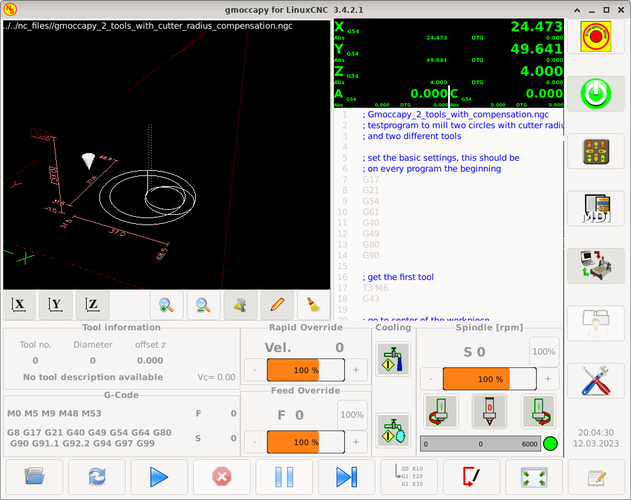 gmoccapy for LinuxCNC 3.4.2.1
../../nc_files//gmoccapy_2_tools_with_cutter_radius_compensation.ngc
X G54 24.473
Abs 24.473 DTG 0.000
Y G54 49.641
Abs 49.641 DTG 0.000
Z G54 4.000
Abs 4.000 DTG 0.000
A G54 0.000 C G54 0.000
Abs 0.000 DTG 0.000 Abs 0.000 DTG 0.000
1 ; Gmoccapy_2_tools_with_compensation.ngc
2 ; testprogram to mill two circles with cutter radiu
3 ; and two different tools
4
5 ; set the basic settings, this should be
6 ; on every program the beginning
7 G17
8 G21
9 G54
10 G61
11 G40
12 G49
13 G80
14 G90
15
16 ; get the first tool
17 T3 M6
18 G43
19
20 ; go to center of the workpiece
MDI
X Y Z
Tool information
Tool no. Diameter offset z
0 0 0.000
No tool description available Vc= 0.00
G-Code
M0 M5 M9 M48 M53 F 0
G8 G17 G21 G40 G49 G54 G64 G80
G90 G91.1 G92.2 G94 G97 G99 S 0
Rapid Override
Vel. 0
- 100 % +
Feed Override
F 0 100%
- 100 % +
Cooling
Spindle [rpm]
S 0 100%
- 100 % +
0 0 6000
20:04:30
12.03.2023
G0 X10
G1 Y20
G1 E30